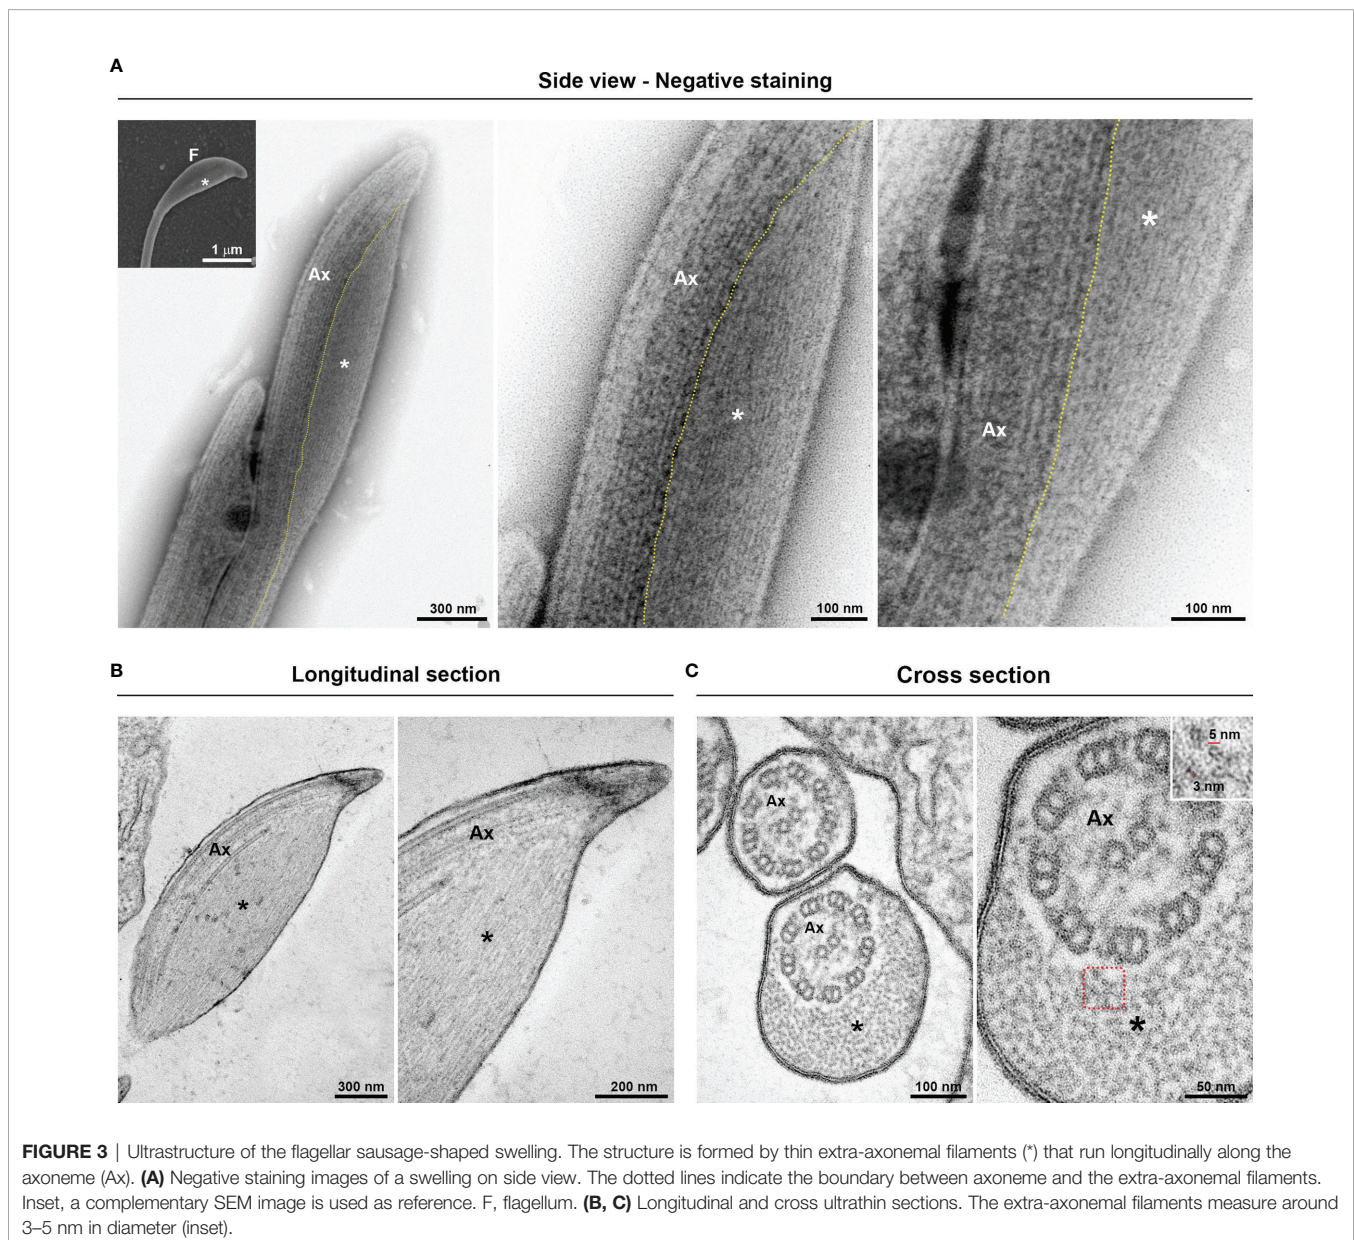 A
Side view - Negative staining
F
*
1 μm
Ax
*
300 nm
Ax
*
100 nm
*
Ax
100 nm
B
Longitudinal section
C
Cross section
Ax
*
300 nm
Ax
*
200 nm
Ax
Ax
*
100 nm
5 nm
3 nm
Ax
*
50 nm
FIGURE 3 | Ultrastructure of the flagellar sausage-shaped swelling. The structure is formed by thin extra-axonemal filaments (*) that run longitudinally along the
axoneme (Ax). (A) Negative staining images of a swelling on side view. The dotted lines indicate the boundary between axoneme and the extra-axonemal filaments.
Inset, a complementary SEM image is used as reference. F, flagellum. (B, C) Longitudinal and cross ultrathin sections. The extra-axonemal filaments measure around
3–5 nm in diameter (inset).